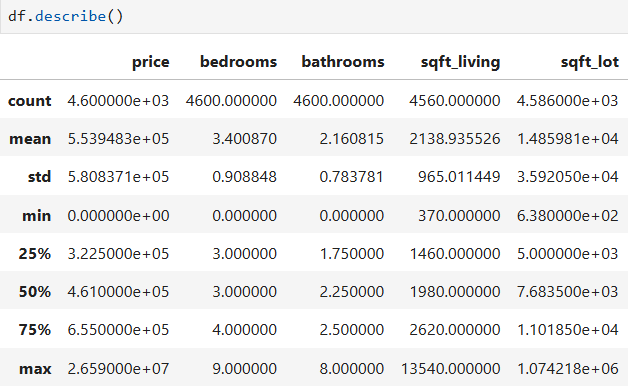 df.describe()
price bedrooms bathrooms sqft_living sqft_lot
count 4.600000e+03 4600.000000 4600.000000 4560.000000 4.586000e+03
mean 5.539483e+05 3.400870 2.160815 2138.935526 1.485981e+04
std 5.808371e+05 0.908848 0.783781 965.011449 3.592050e+04
min 0.000000e+00 0.000000 0.000000 370.000000 6.380000e+02
25% 3.225000e+05 3.000000 1.750000 1460.000000 5.000000e+03
50% 4.610000e+05 3.000000 2.250000 1980.000000 7.683500e+03
75% 6.550000e+05 4.000000 2.500000 2620.000000 1.101850e+04
max 2.659000e+07 9.000000 8.000000 13540.000000 1.074218e+06